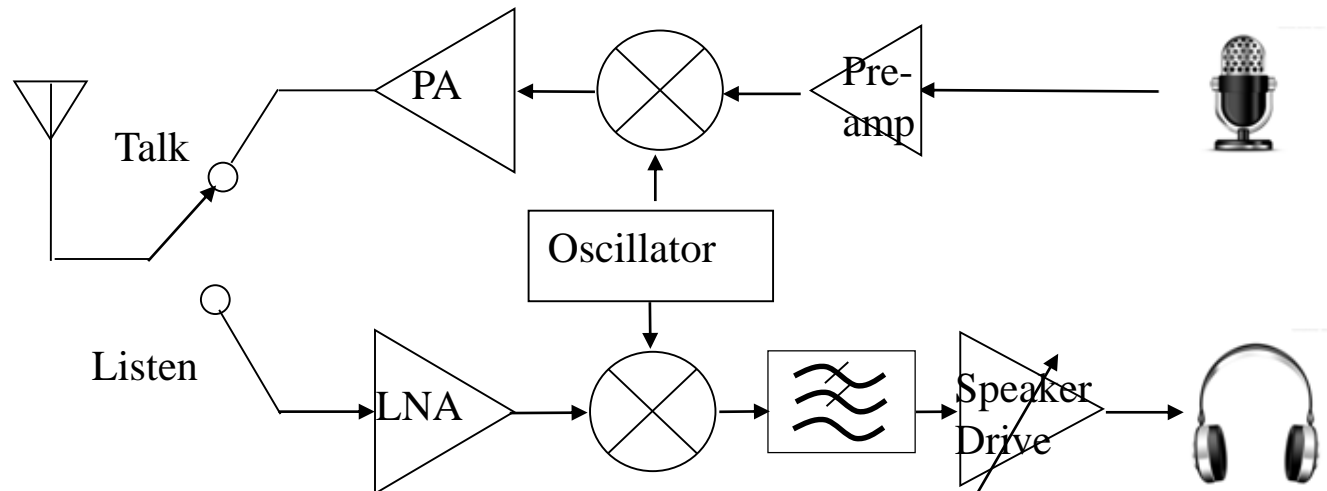 PA
Pre-
amp
Talk
Oscillator
Listen
LNA
Speaker
Drive